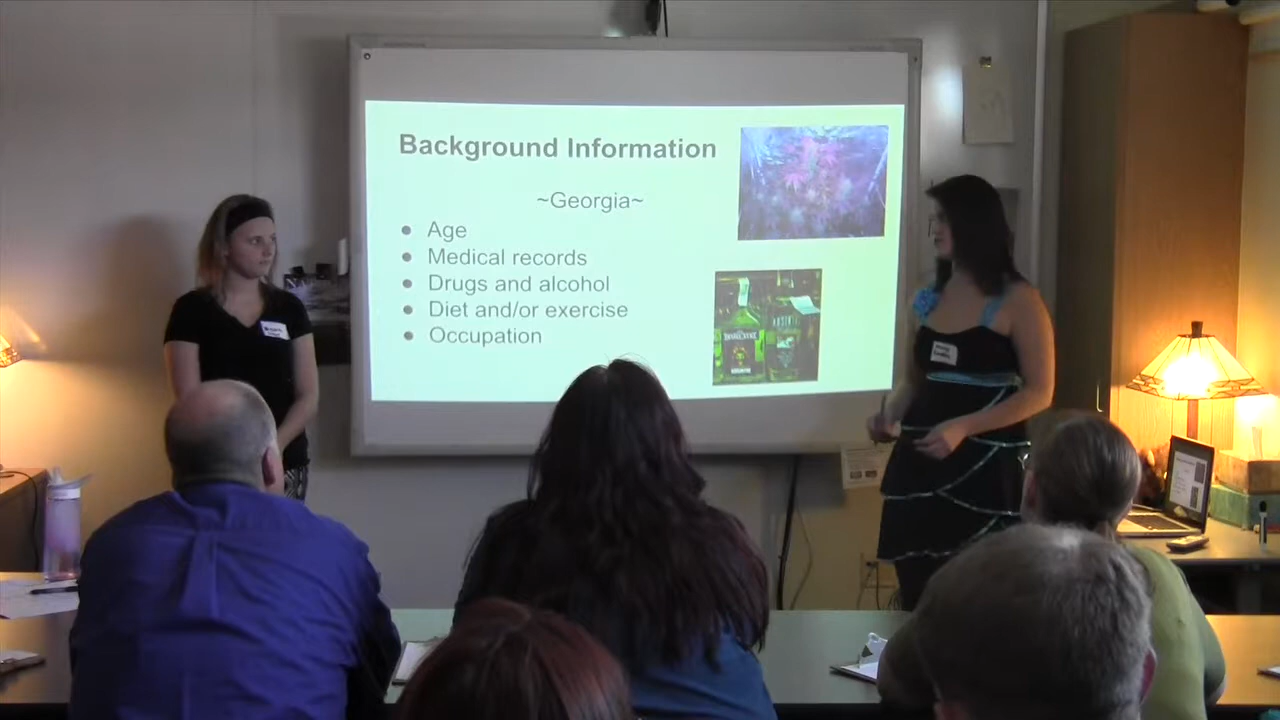 Background Information
~Georgia~
● Age
● Medical records
● Drugs and alcohol
● Diet and/or exercise
● Occupation